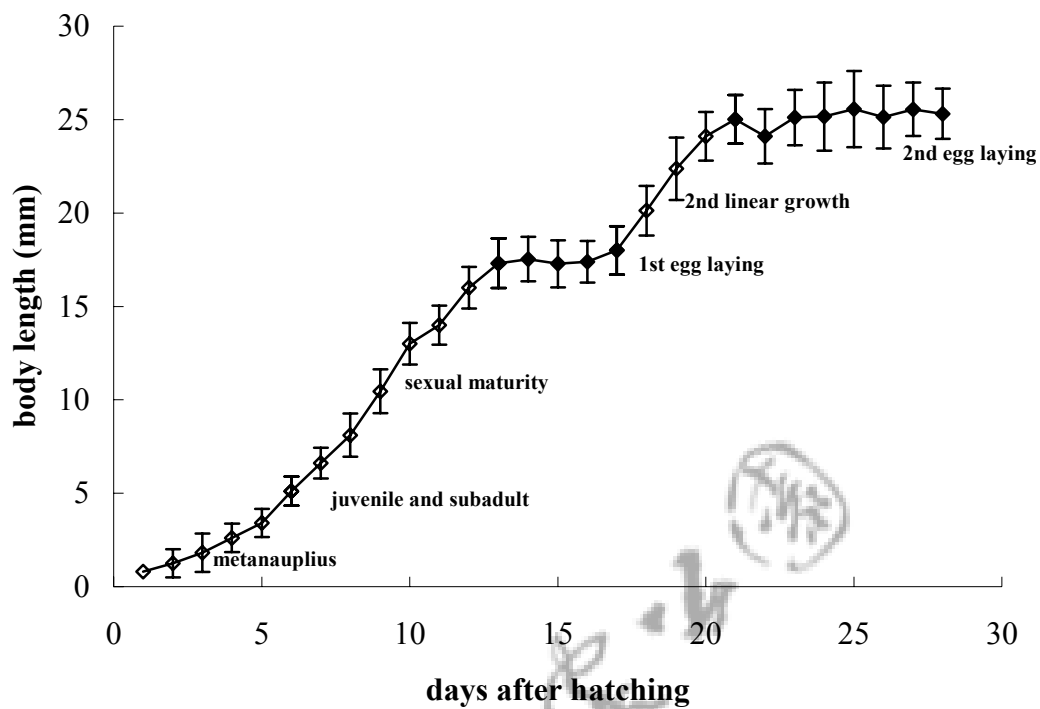 30
25
20
15
10
5
0
body length (mm)
2nd egg laying
2nd linear growth
1st egg laying
sexual maturity
juvenile and subadult
metanauplius
0 5 10 15 20 25 30
days after hatching